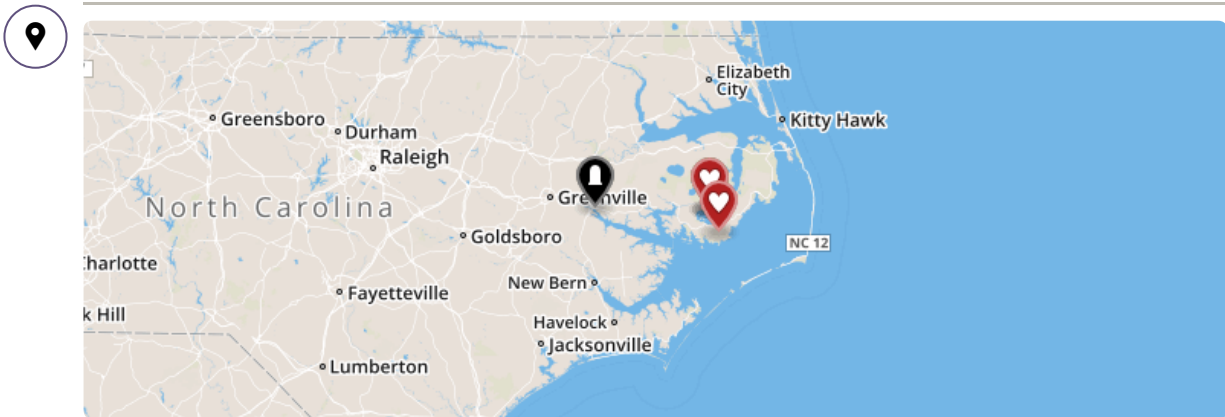 Elizabeth
City
Kitty Hawk
Greensboro
Durham
Raleigh
Greenville
North Carolina
Goldsboro
NC 12
Charlotte
New Bern
Fayetteville
k Hill
Havelock
Jacksonville
Lumberton